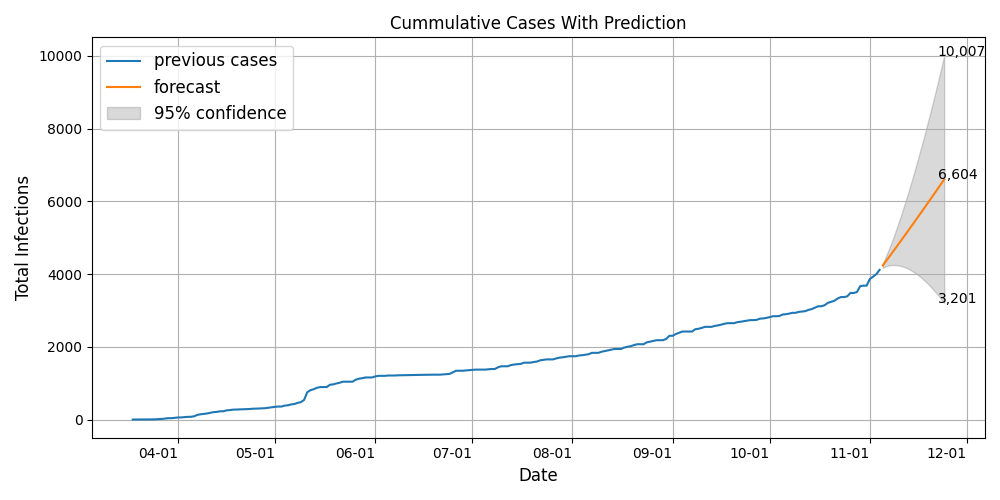 Cummulative Cases With Prediction
previous cases
forecast
95% confidence
Total Infections
10000
8000
6000
4000
2000
0
10,007
6,604
3,201
04-01 05-01 06-01 07-01 08-01 09-01 10-01 11-01 12-01
Date